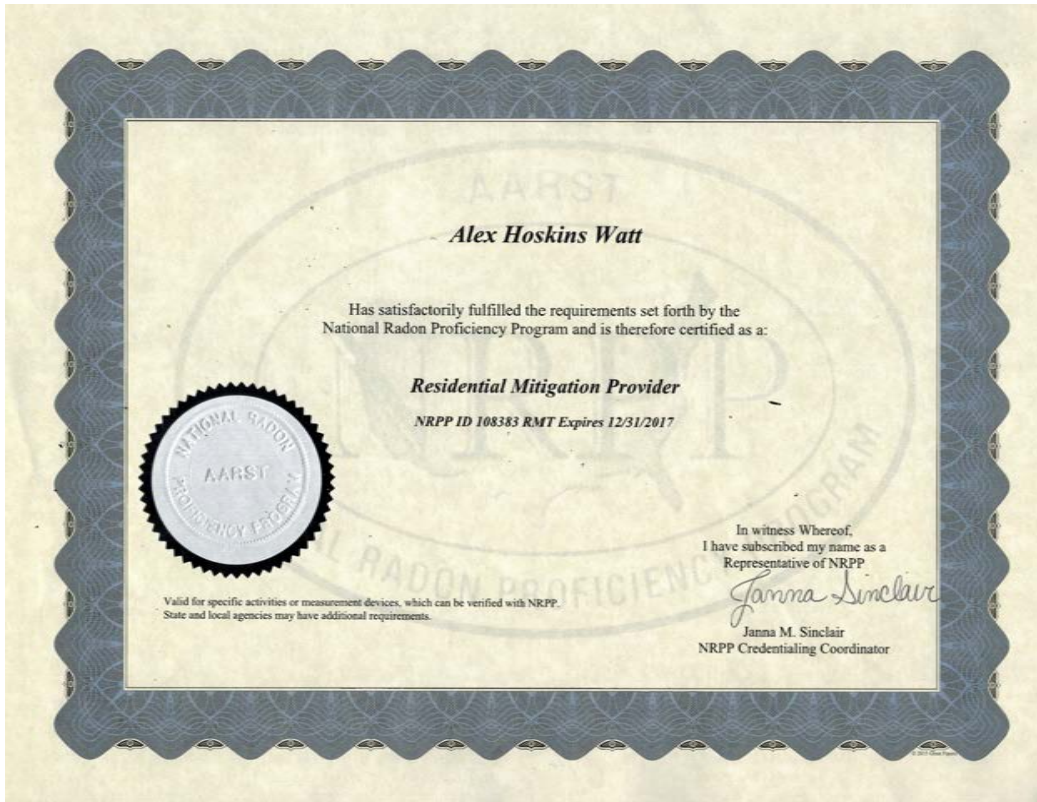 AARST
Alex Hoskins Watt
Has satisfactorily fulfilled the requirements set forth by the
National Radon Proficiency Program and is therefore certified as a:
NRPP
Residential Mitigation Provider
NRPP ID 108383 RMT Expires 12/31/2017
NATIONAL RADON
AARST
PROFICIENCY PROGRAM
In witness Whereof,
I have subscribed my name as a
Representative of NRPP
RADON PROFICIENCY PROGRAM
Janna Sinclair
Valid for specific activities or measurement devices, which can be verified with NRPP.
State and local agencies may have additional requirements.
Janna M. Sinclair
NRPP Credentialing Coordinator